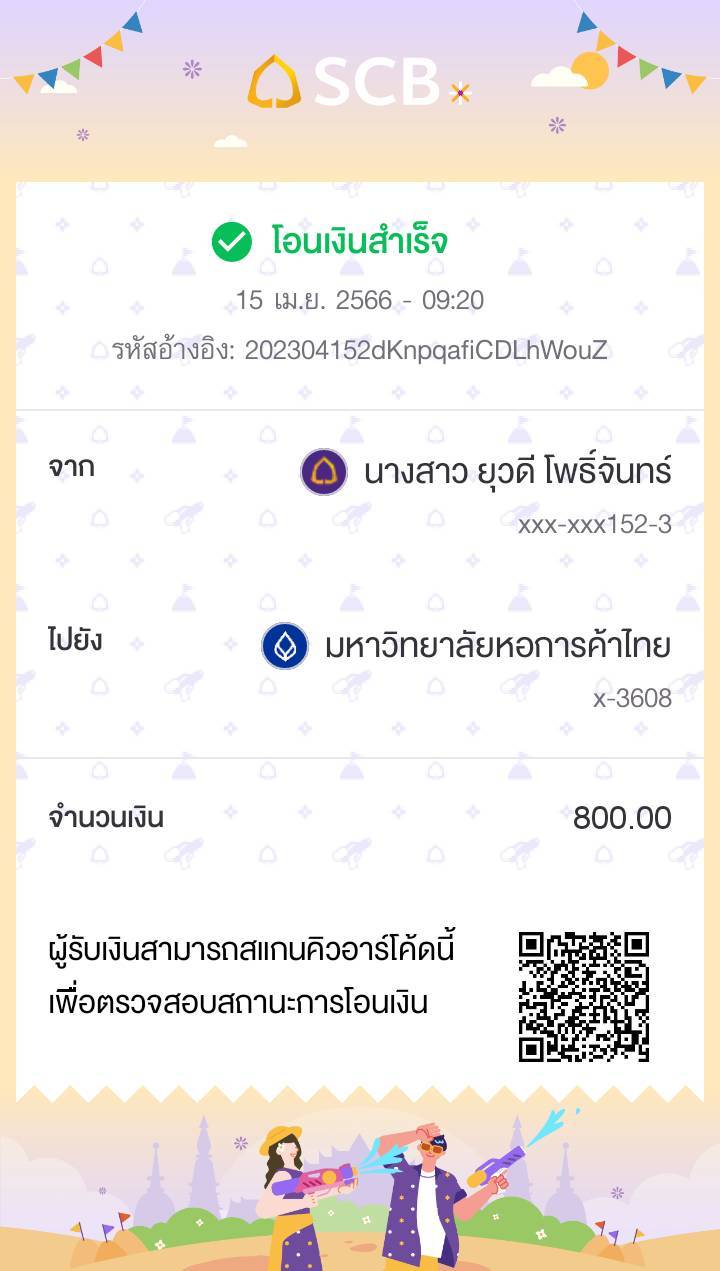 SCB
โอนเงินสำเร็จ
15 เม.ย. 2566 - 09:20
รหัสอ้างอิง: 202304152dKnpqafiCDLhWouZ
จาก
นางสาว ยุวดี โพธิ์จันทร์
xxx-xxx152-3
ไปยัง
มหาวิทยาลัยหอการค้าไทย
x-3608
จำนวนเงิน
800.00
ผู้รับเงินสามารถสแกนคิวอาร์โค้ดนี้
เพื่อตรวจสอบสถานะการโอนเงิน